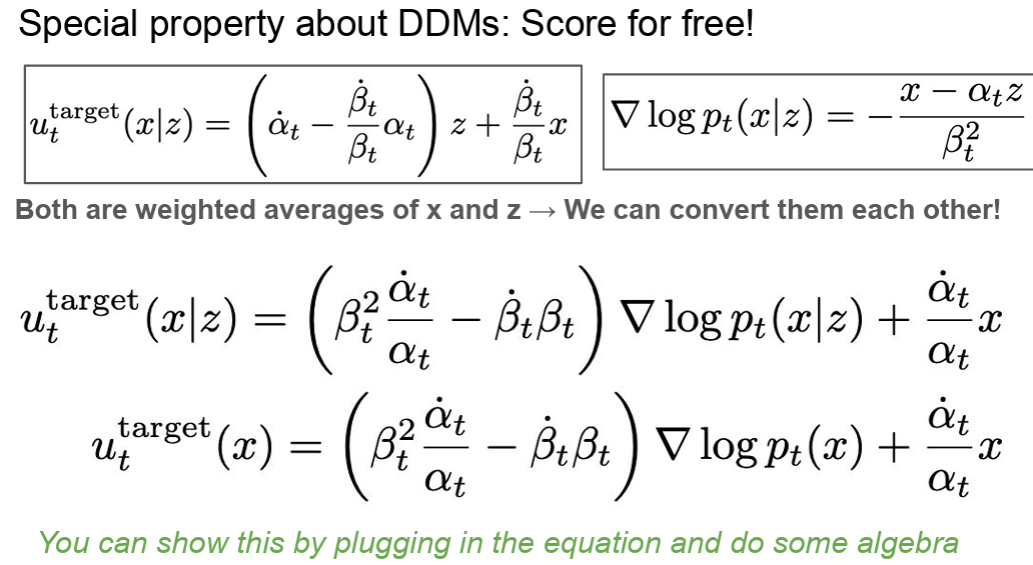 Special property about DDMs: Score for free!
$u_t^{\text{target}}(x|z) = \left(\dot{\alpha}_t - \frac{\dot{\beta}_t}{\beta_t}\alpha_t\right) z + \frac{\dot{\beta}_t}{\beta_t} x$
$\nabla \log p_t(x|z) = -\frac{x - \alpha_t z}{\beta_t^2}$
Both are weighted averages of x and z → We can convert them each other!
$u_t^{\text{target}}(x|z) = \left(\beta_t^2 \frac{\dot{\alpha}_t}{\alpha_t} - \dot{\beta}_t \beta_t\right) \nabla \log p_t(x|z) + \frac{\dot{\alpha}_t}{\alpha_t} x$
$u_t^{\text{target}}(x) = \left(\beta_t^2 \frac{\dot{\alpha}_t}{\alpha_t} - \dot{\beta}_t \beta_t\right) \nabla \log p_t(x) + \frac{\dot{\alpha}_t}{\alpha_t} x$
You can show this by plugging in the equation and do some algebra